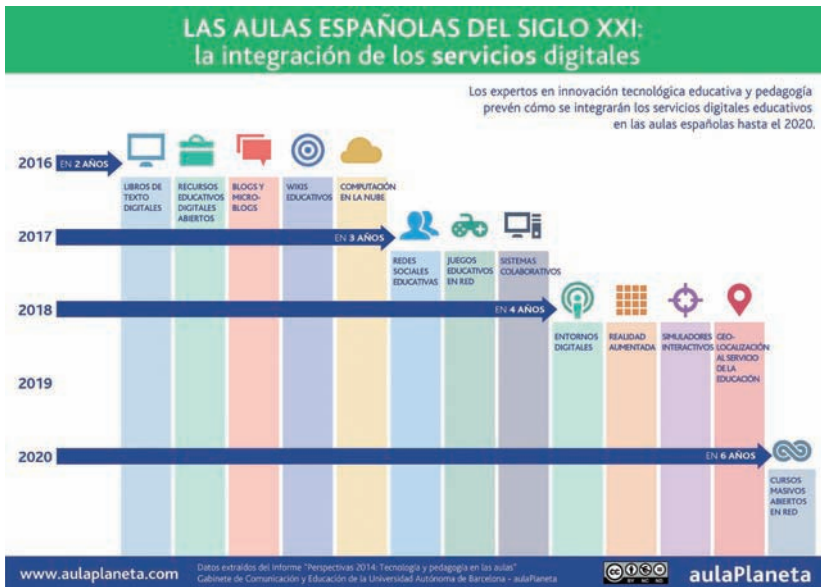 LAS AULAS ESPAÑOLAS DEL SIGLO XXI:
la integración de los servicios digitales
Los expertos en innovación tecnológica educativa y pedagogía
prevén cómo se integrarán los servicios digitales educativos
en las aulas españolas hasta el 2020.
2016 EN 2 AÑOS
LIBROS DE
TEXTO
DIGITALES
RECURSOS
EDUCATIVOS
DIGITALES
ABIERTOS
BLOGS Y
MICRO-
BLOGS
WIKIS
EDUCATIVOS
COMPUTACIÓN
EN LA NUBE
2017 EN 3 AÑOS
REDES
SOCIALES
EDUCATIVAS
JUEGOS
EDUCATIVOS
EN RED
SISTEMAS
COLABORATIVOS
2018 EN 4 AÑOS
ENTORNOS
DIGITALES
REALIDAD
AUMENTADA
SIMULADORES
INTERACTIVOS
GEO-
LOCALIZACIÓN
AL SERVICIO
DE LA
EDUCACIÓN
2019
2020 EN 6 AÑOS
CURSOS
MASIVOS
ABIERTOS
EN RED
www.aulaplaneta.com
Datos extraídos del Informe "Perspectivas 2014: Tecnología y pedagogía en las aulas"
Gabinete de Comunicación y Educación de la Universidad Autónoma de Barcelona - aulaPlaneta
BY NC ND
aulaPlaneta